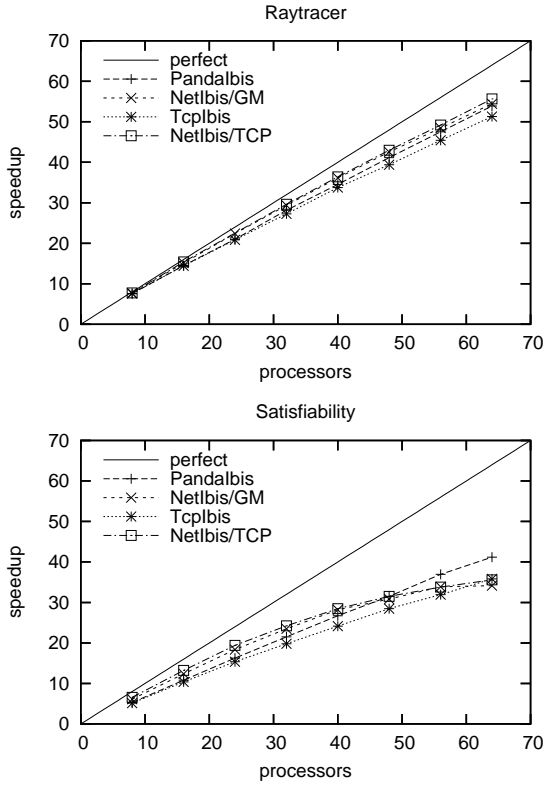 Raytracer
70
60
50
40
30
20
10
0
speedup
perfect
PandaIbis
NetIbis/GM
TcpIbis
NetIbis/TCP
0 10 20 30 40 50 60 70
processors
Satisfiability
70
60
50
40
30
20
10
0
speedup
perfect
PandaIbis
NetIbis/GM
TcpIbis
NetIbis/TCP
0 10 20 30 40 50 60 70
processors